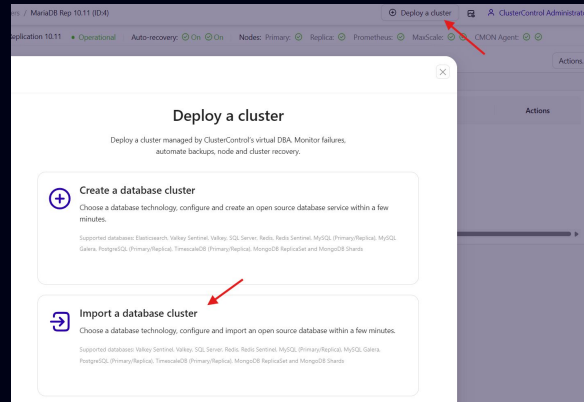 / MariaDB Rep 10.11 (ID:4)
Deploy a cluster
ClusterControl Administrator
Replication 10.11 Operational Auto-recovery: On On Nodes: Primary: Replica: Prometheus: MaxScale: CMON Agent:
Actions
Deploy a cluster
Deploy a cluster managed by ClusterControl's virtual DBA. Monitor failures,
automate backups, node and cluster recovery.
Actions
Create a database cluster
Choose a database technology, configure and create an open source database service within a few
minutes.
Supported databases: Elasticsearch, Valkey Sentinel, Valkey, SQL Server, Redis, Redis Sentinel, MySQL (Primary/Replica), MySQL
Galera, PostgreSQL (Primary/Replica), TimescaleDB (Primary/Replica), MongoDB ReplicaSet and MongoDB Shards
Import a database cluster
Choose a database technology, configure and import an open source database within a few minutes.
Supported databases: Valkey Sentinel, Valkey, SQL Server, Redis, Redis Sentinel, MySQL (Primary/Replica), MySQL Galera,
PostgreSQL (Primary/Replica), TimescaleDB (Primary/Replica), MongoDB ReplicaSet and MongoDB Shards